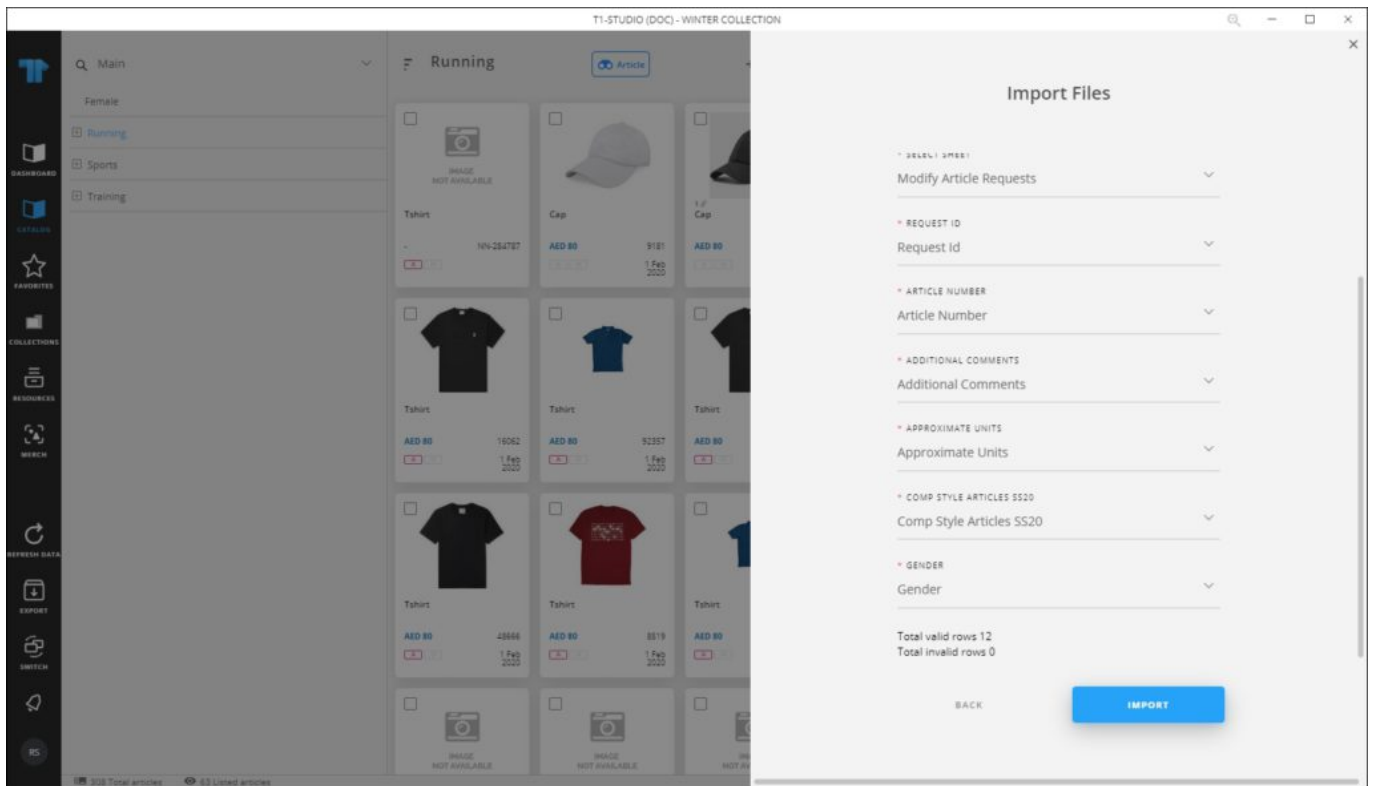 T1-STUDIO (DOC) - WINTER COLLECTION
Main
Female
Running
Sports
Training
DASHBOARD
CATALOG
FAVORITES
COLLECTIONS
RESOURCES
MERCH
REFRESH DATA
EXPORT
SWITCH
RS
Running
Article
IMAGE
NOT AVAILABLE
Tshirt
-
NN-284787
Cap
AED 80
9181
1 Feb
2020
Cap
AED 80
Tshirt
AED 80
16062
1 Feb
2020
Tshirt
AED 80
92357
1 Feb
2020
Tshirt
AED 80
Tshirt
AED 80
1 Feb
2020
Tshirt
AED 80
8519
1 Feb
2020
Tshirt
AED 80
IMAGE
NOT AVAILABLE
IMAGE
NOT AVAILABLE
308 Total articles
63 Listed articles
Import Files
* SELECT SHEET
Modify Article Requests
* REQUEST ID
Request Id
* ARTICLE NUMBER
Article Number
* ADDITIONAL COMMENTS
Additional Comments
* APPROXIMATE UNITS
Approximate Units
* COMP STYLE ARTICLES SS20
Comp Style Articles SS20
* GENDER
Gender
Total valid rows 12
Total invalid rows 0
BACK
IMPORT